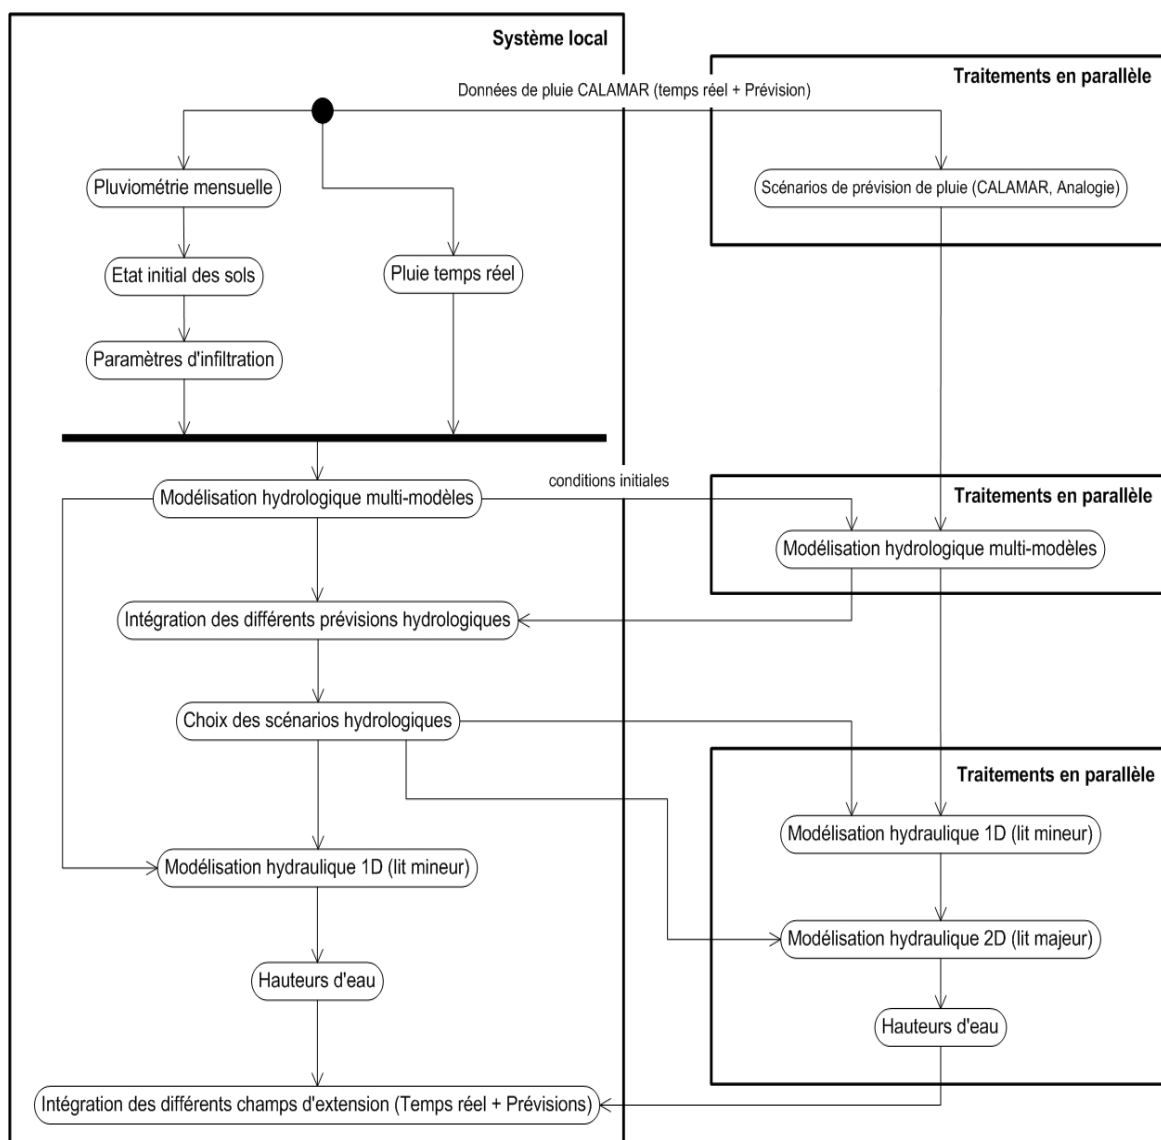 Système local
Traitements en parallèle
Données de pluie CALAMAR (temps réel + Prévision)
Pluviométrie mensuelle
Scénarios de prévision de pluie (CALAMAR, Analogie)
Etat initial des sols
Pluie temps réel
Paramètres d'infiltration
conditions initiales
Traitements en parallèle
Modélisation hydrologique multi-modèles
Modélisation hydrologique multi-modèles
Intégration des différents prévisions hydrologiques
Choix des scénarios hydrologiques
Traitements en parallèle
Modélisation hydraulique 1D (lit mineur)
Modélisation hydraulique 1D (lit mineur)
Modélisation hydraulique 2D (lit majeur)
Hauteurs d'eau
Hauteurs d'eau
Intégration des différents champs d'extension (Temps réel + Prévisions)